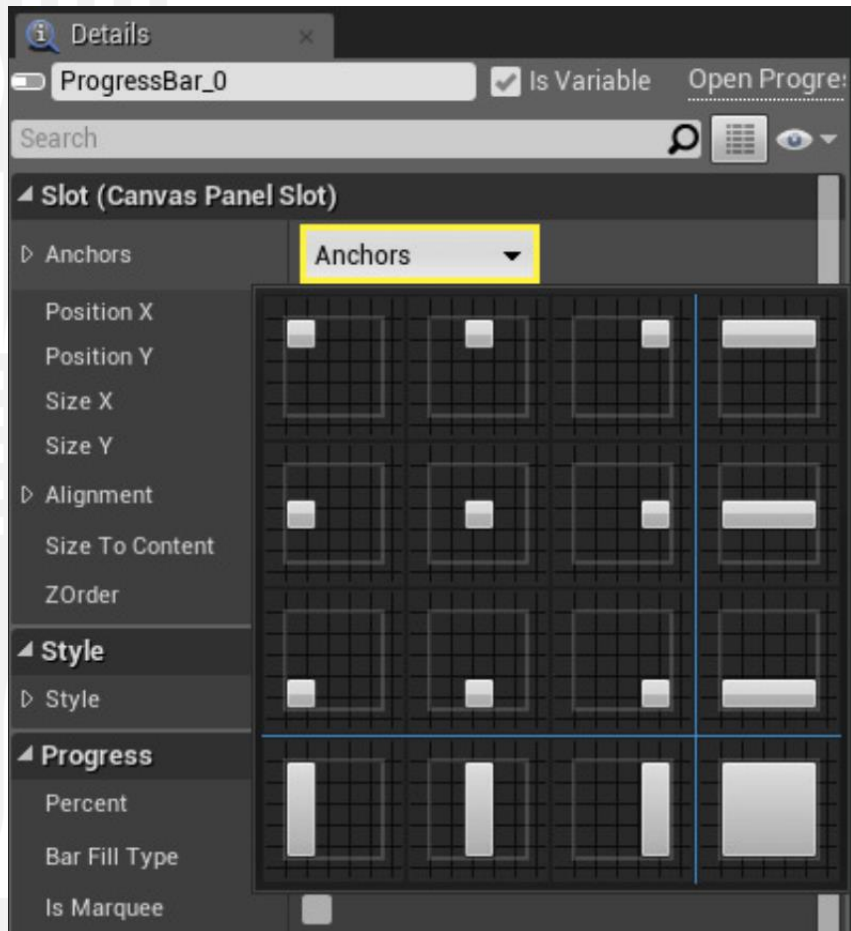 Details
ProgressBar_0 Is Variable Open Progre
Search
Slot (Canvas Panel Slot)
Anchors Anchors
Position X
Position Y
Size X
Size Y
Alignment
Size To Content
ZOrder
Style
Style
Progress
Percent
Bar Fill Type
Is Marquee